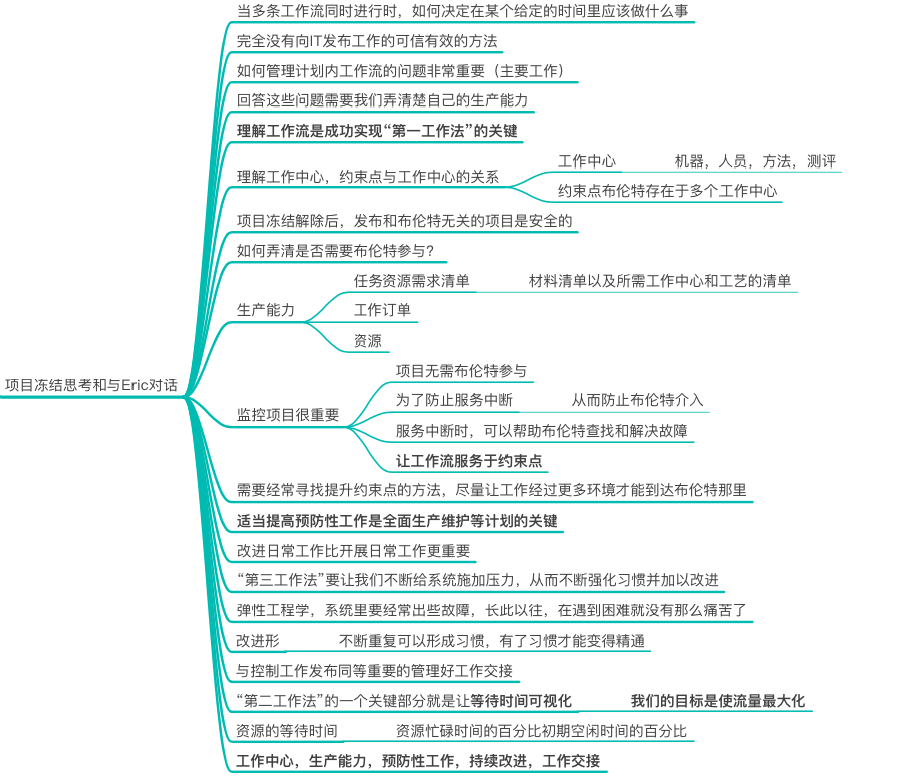 当多条工作流同时进行时，如何决定在某个给定的时间里应该做什么事
完全没有向IT发布工作的可信有效的方法
如何管理计划内工作流的问题非常重要（主要工作）
回答这些问题需要我们弄清楚自己的生产能力
理解工作流是成功实现“第一工作法”的关键
理解工作中心，约束点与工作中心的关系
工作中心
机器，人员，方法，测评
约束点布伦特存在于多个工作中心
项目冻结解除后，发布和布伦特无关的项目是安全的
如何弄清是否需要布伦特参与？
生产能力
任务资源需求清单
材料清单以及所需工作中心和工艺的清单
工作订单
资源
项目冻结思考和与Eric对话
监控项目很重要
项目无需布伦特参与
为了防止服务中断
从而防止布伦特介入
服务中断时，可以帮助布伦特查找和解决故障
让工作流服务于约束点
需要经常寻找提升约束点的方法，尽量让工作经过更多环境才能到达布伦特那里
适当提高预防性工作是全面生产维护等计划的关键
改进日常工作比开展日常工作更重要
“第三工作法”要让我们不断给系统施加压力，从而不断强化习惯并加以改进
弹性工程学，系统里要经常出些故障，长此以往，在遇到困难就没有那么痛苦了
改进形
不断重复可以形成习惯，有了习惯才能变得精通
与控制工作发布同等重要的管理好工作交接
“第二工作法”的一个关键部分就是让等待时间可视化
我们的目标是使流量最大化
资源的等待时间
资源忙碌时间的百分比初期空闲时间的百分比
工作中心，生产能力，预防性工作，持续改进，工作交接